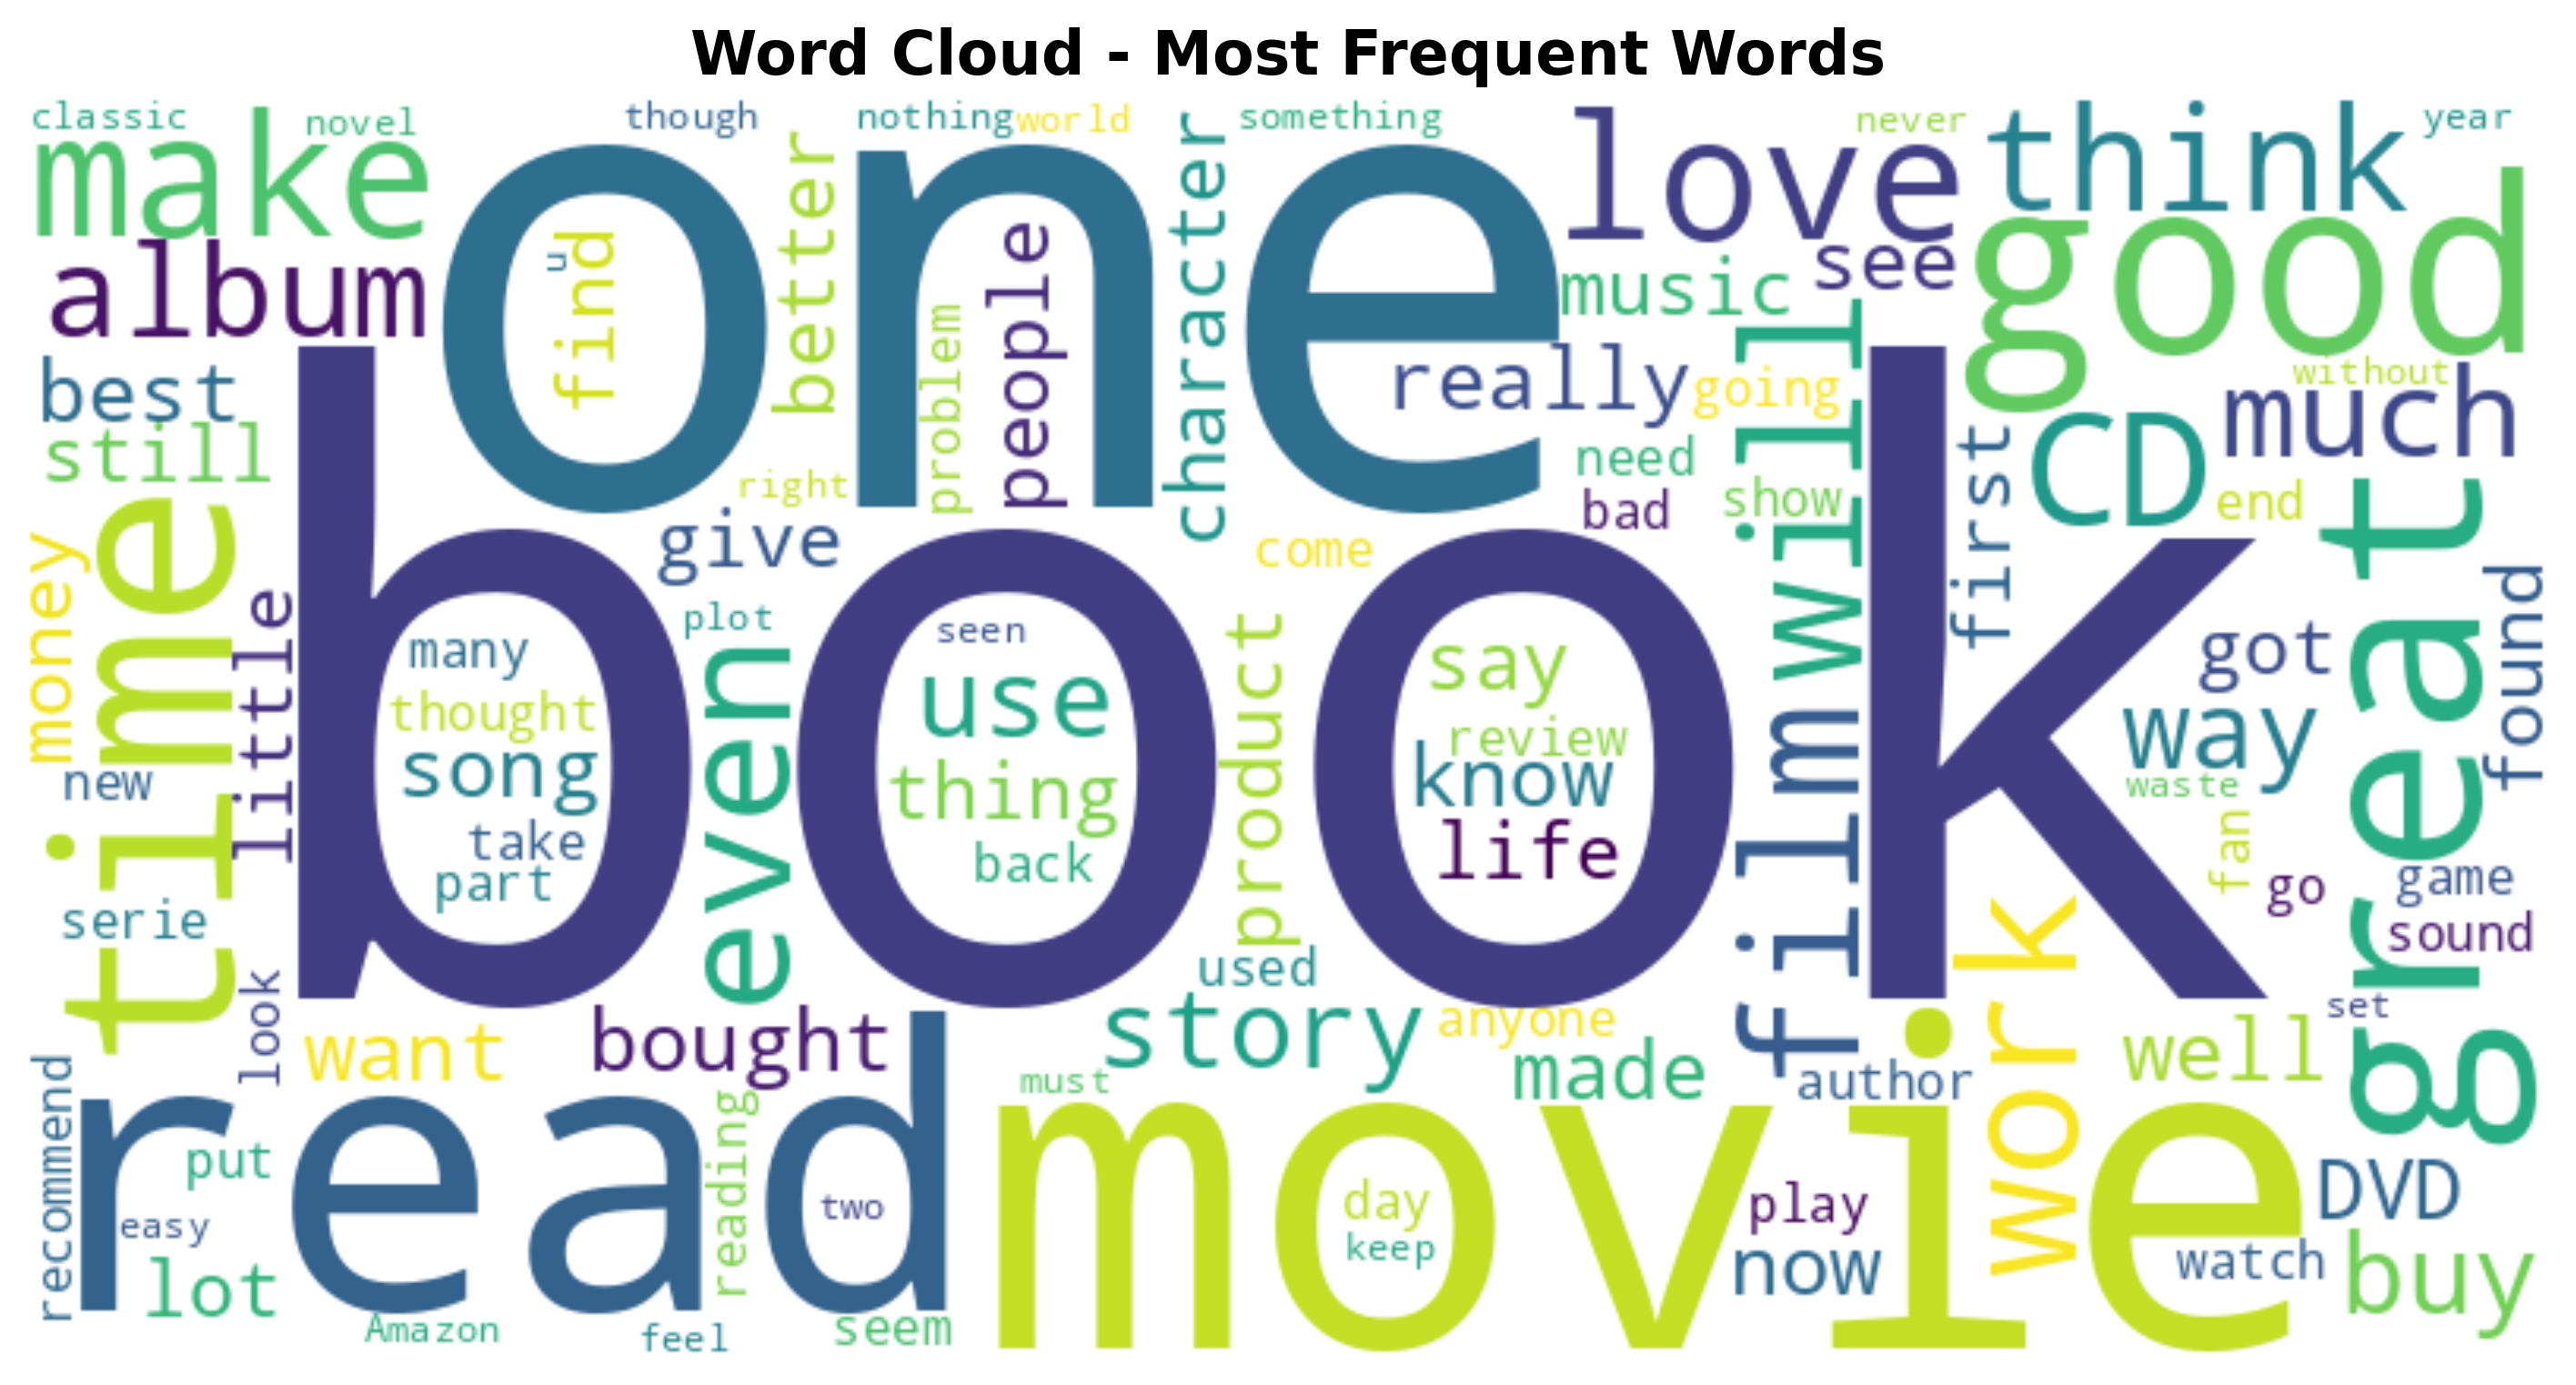 Word Cloud - Most Frequent Words
classic
novel
though
nothing
world
something
never
year
make
one
better
character
love
think
album
find
u
people
problem
music
see
good
best
still
really
going
will
without
much
CD
first
need
bad
show
end
right
give
come
time
money
little
book
great
found
many
thought
song
take
part
plot
even
seen
use
thing
back
product
say
review
know
life
film
got
way
waste
fan
go
game
sound
new
serie
look
used
want
bought
story
anyone
made
author
work
well
set
must
recommend
read
put
easy
lot
reading
two
movie
day
keep
play
now
DVD
watch
buy
Amazon
feel
seem